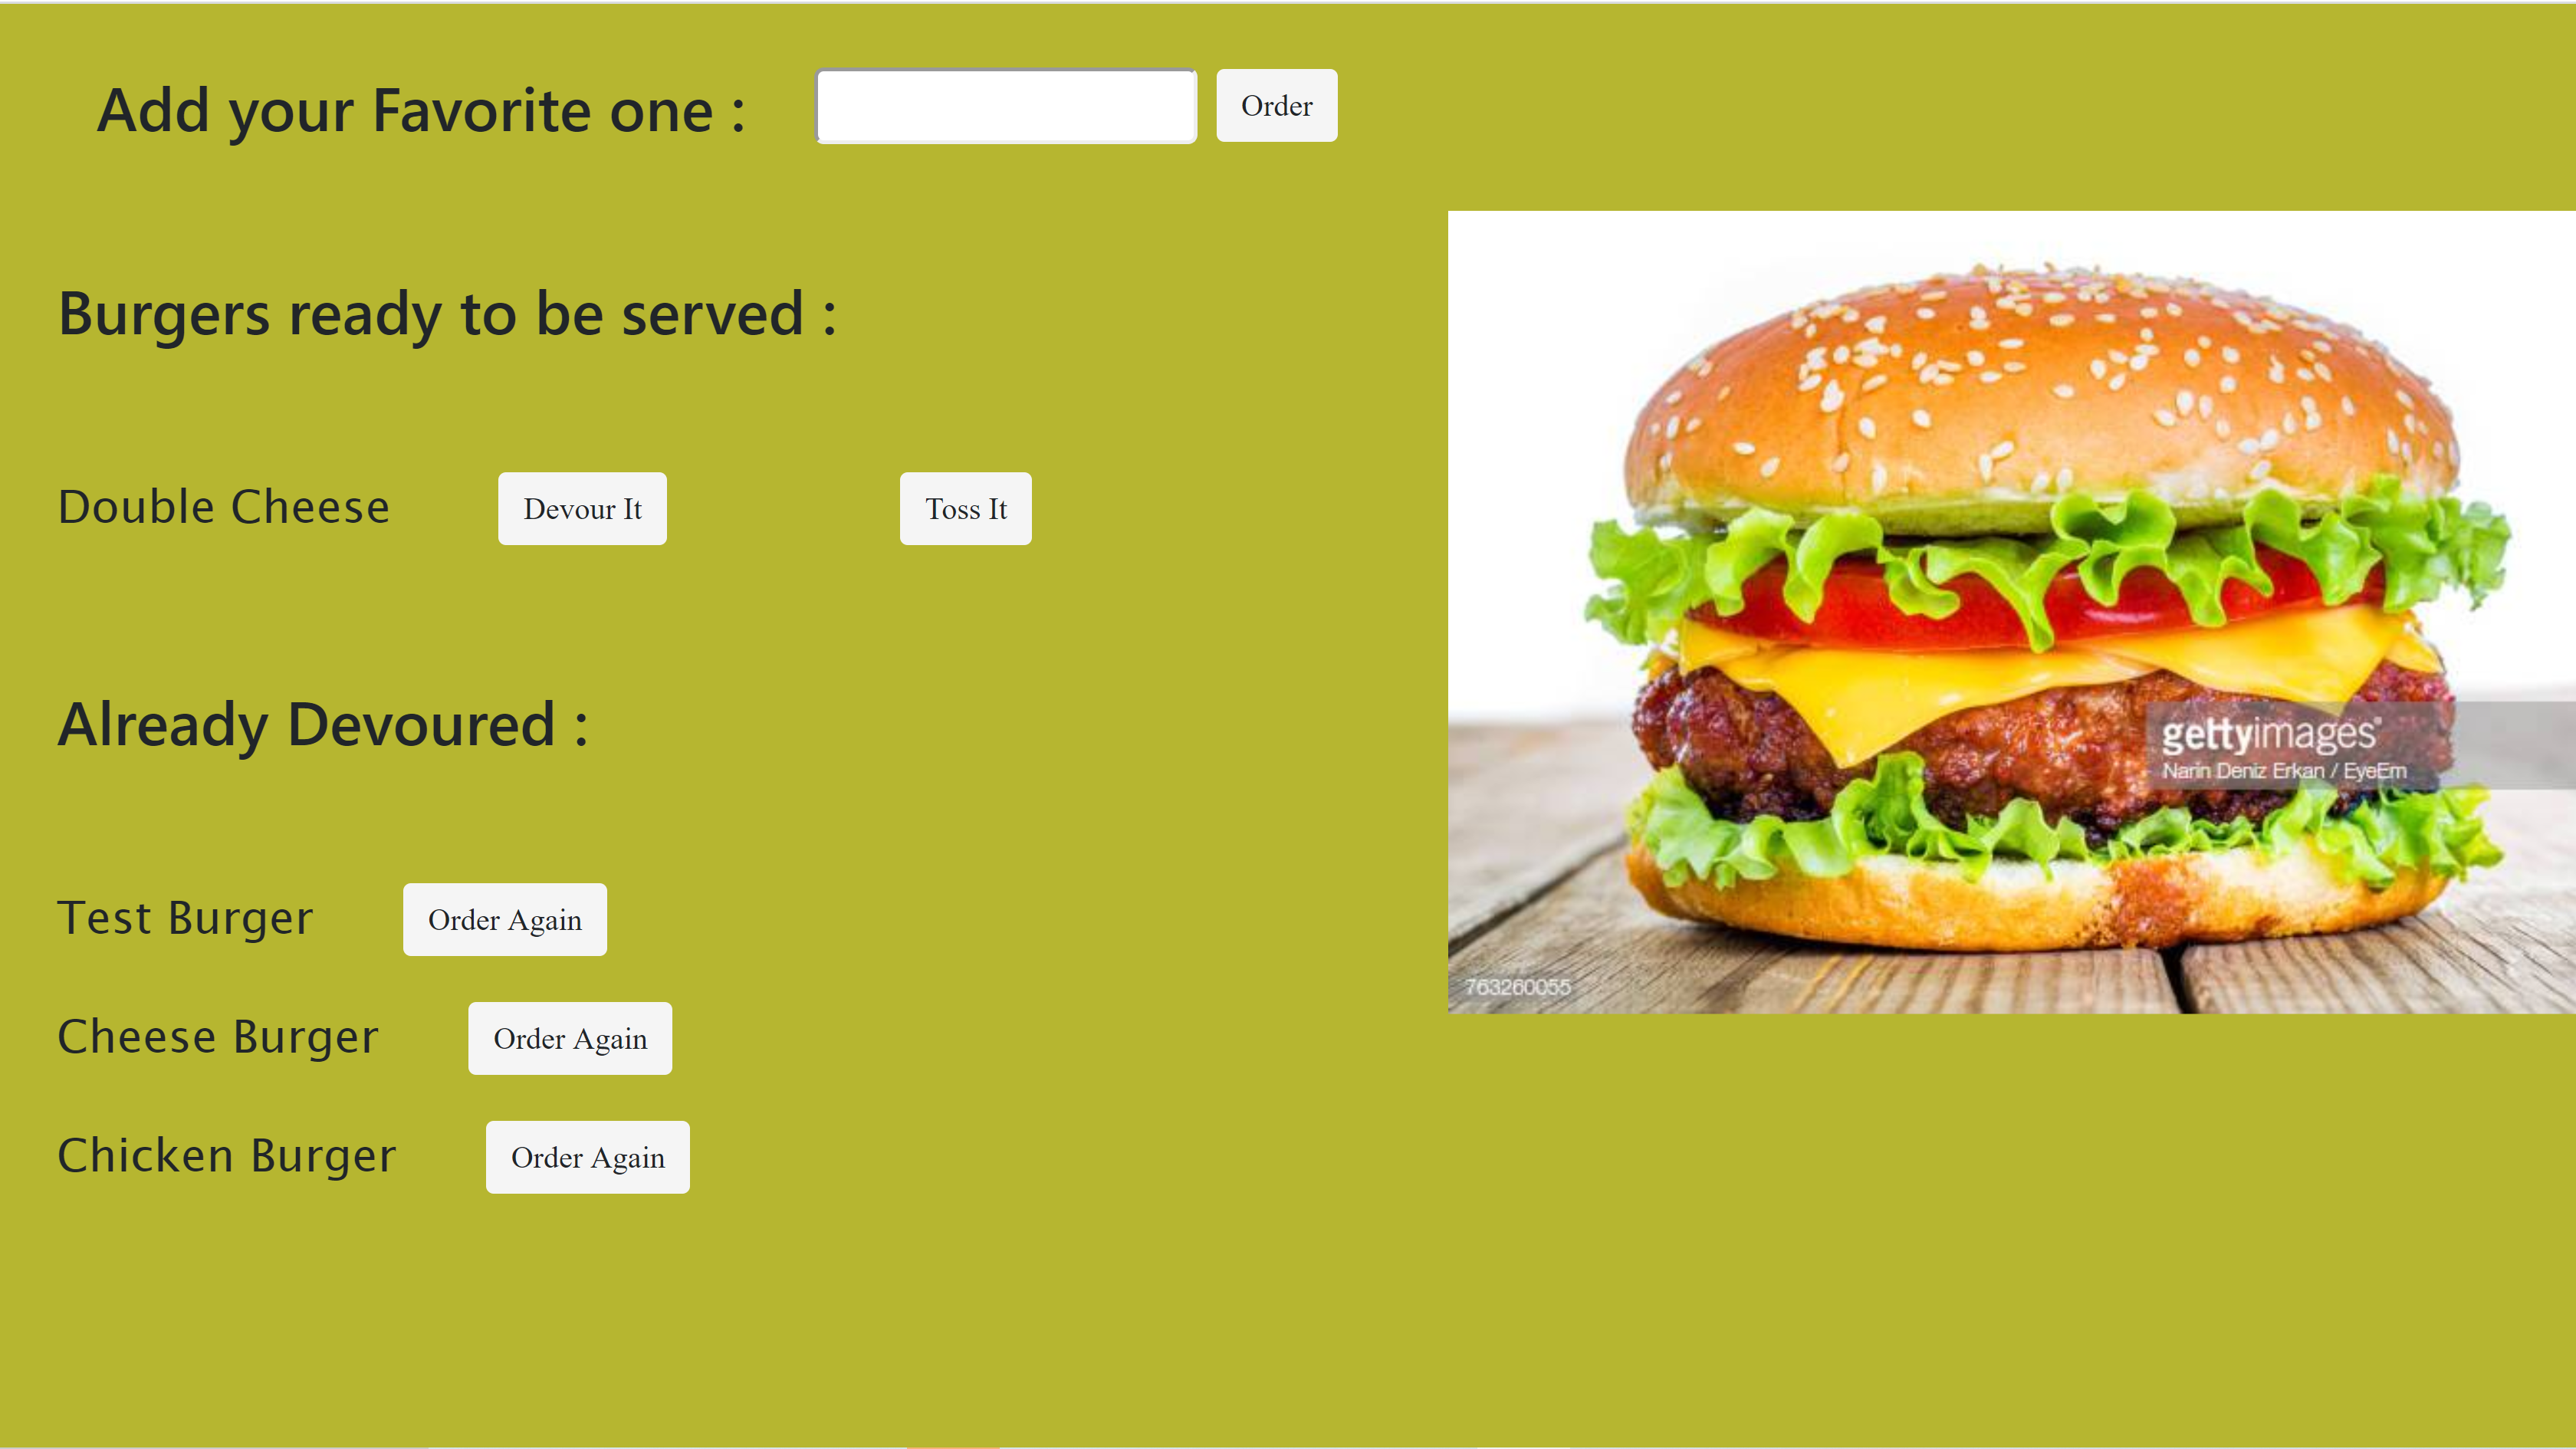 Add your Favorite one :
Order
Burgers ready to be served :
Double Cheese
Devour It
Toss It
Already Devoured :
gettyimages®
Narin Deniz Erkan / EyeEm
Test Burger
Order Again
763260055
Cheese Burger
Order Again
Chicken Burger
Order Again